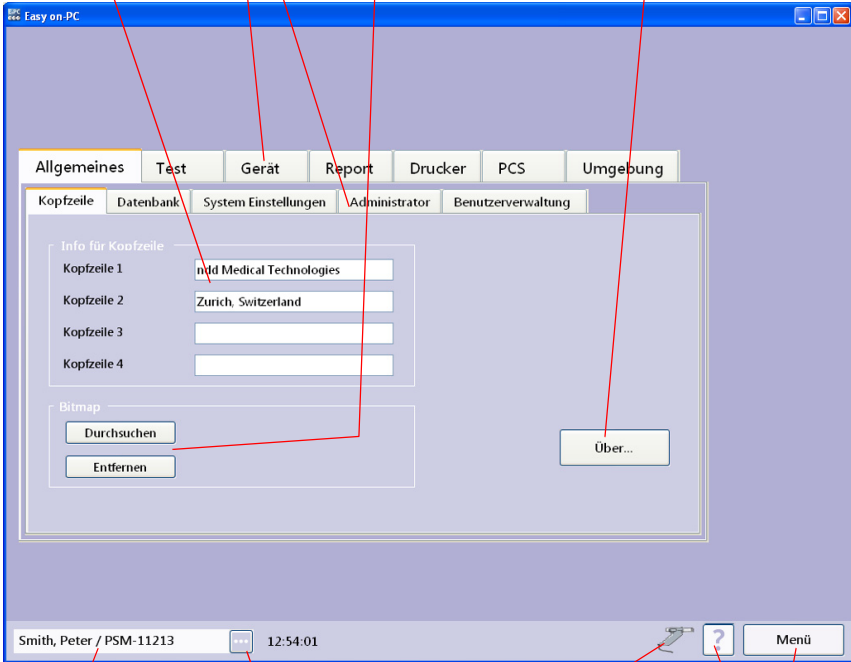 Easy on-PC
Allgemeines Test Gerät Report Drucker PCS Umgebung
Kopfzeile Datenbank System Einstellungen Administrator Benutzerverwaltung
Info für Kopfzeile
Kopfzeile 1 ndd Medical Technologies
Kopfzeile 2 Zurich, Switzerland
Kopfzeile 3
Kopfzeile 4
Bitmap
Durchsuchen
Entfernen
Über...
Smith, Peter / PSM-11213 ... 12:54:01 ? Menü